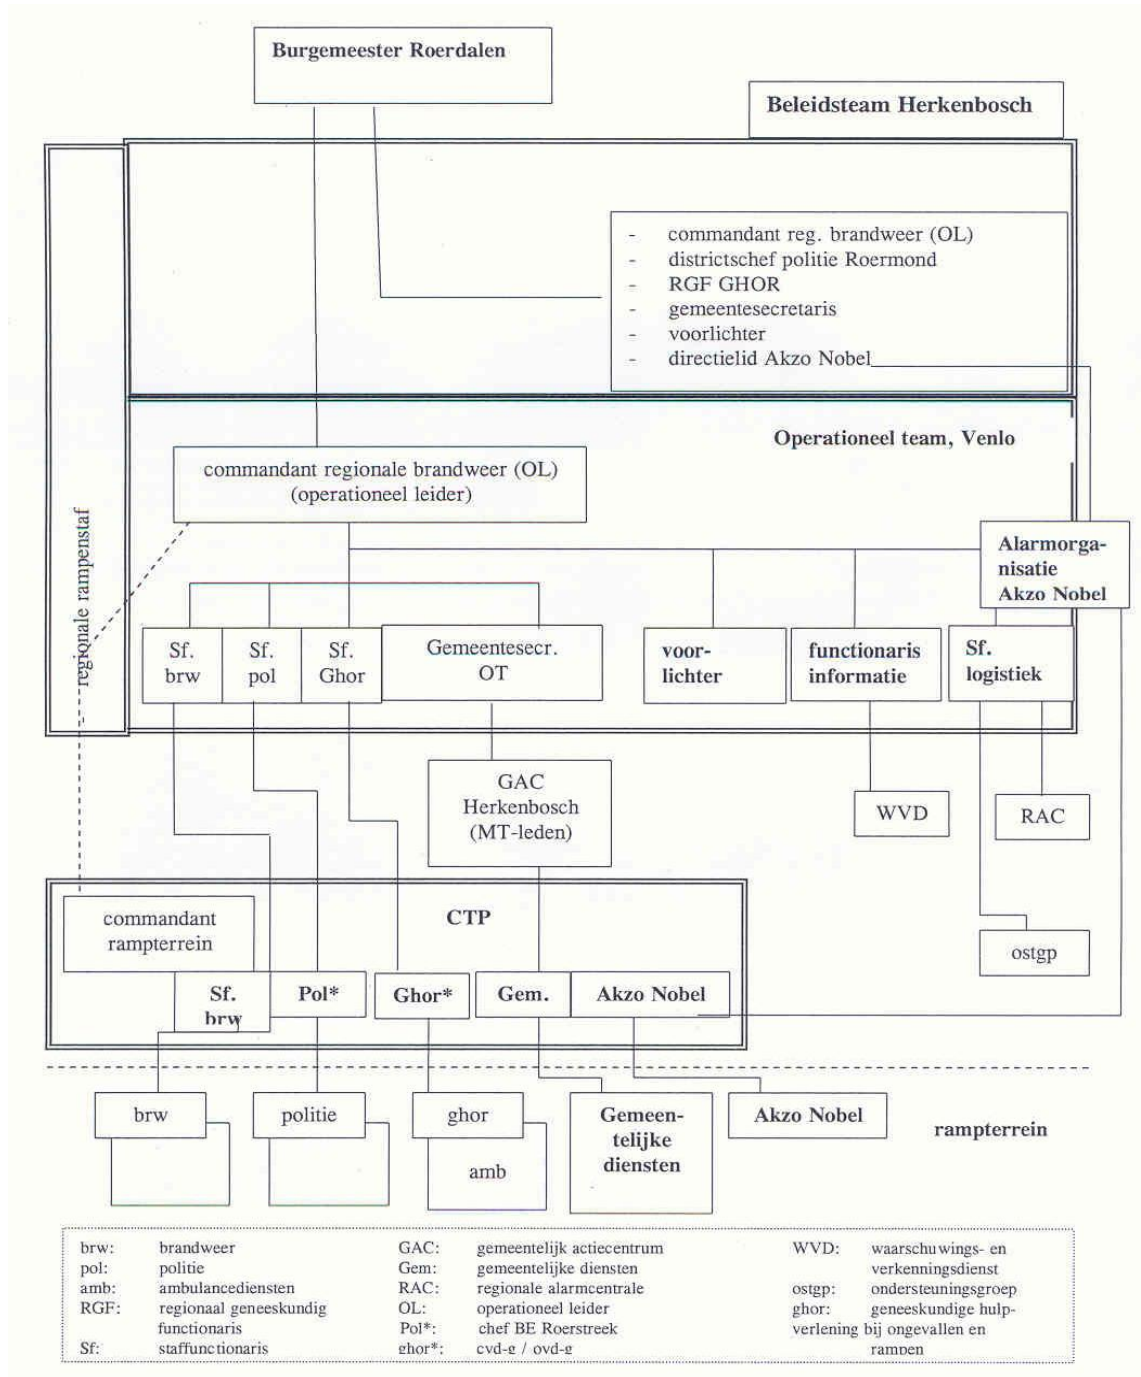 Burgemeester Roerdalen
Beleidsteam Herkenbosch
- commandant reg. brandweer (OL)
- districtschef politie Roermond
- RGF GHOR
- gemeentesecretaris
- voorlichter
- directielid Akzo Nobel
Operationeel team, Venlo
commandant regionale brandweer (OL)
(operationeel leider)
regionale rampenstaf
Alarmorga-
nisatie
Akzo Nobel
Sf.
brw
Sf.
pol
Sf.
Ghor
Gemeentesecr.
OT
voor-
lichter
functionaris
informatie
Sf.
logistiek
GAC
Herkenbosch
(MT-leden)
WVD
RAC
commandant
rampterrein
CTP
ostgp
Sf.
brw
Pol*
Ghor*
Gem.
Akzo Nobel
brw
politie
ghor
amb
Gemeen-
telijke
diensten
Akzo Nobel
rampterrein
brw: brandweer
pol: politie
amb: ambulancediensten
RGF: regionaal geneeskundig
functionaris
Sf: staffunctionaris
GAC: gemeentelijk actiecentrum
Gem: gemeentelijke diensten
RAC: regionale alarmcentrale
OL: operationeel leider
Pol*: chef BE Roerstreek
ghor*: cvd-g / ovd-g
WVD: waarschuwings- en
verkenningsdienst
ostgp: ondersteuningsgroep
ghor: geneeskundige hulp-
verlening bij ongevallen en
rampen